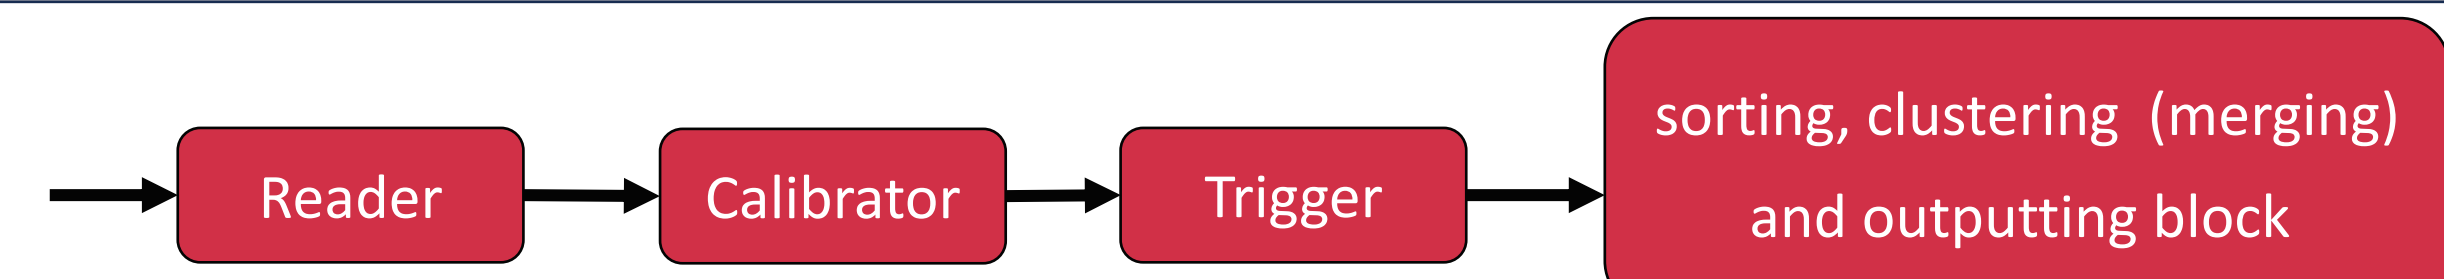 Reader
Calibrator
Trigger
sorting, clustering (merging)
and outputting block